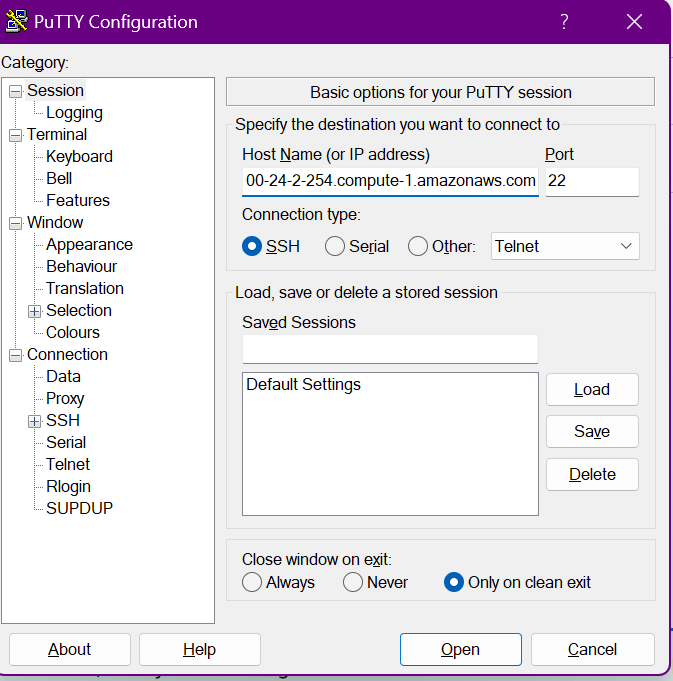 PuTTY Configuration
?
Category:
Session
Logging
Terminal
Keyboard
Bell
Features
Window
Appearance
Behaviour
Translation
Selection
Colours
Connection
Data
Proxy
SSH
Serial
Telnet
Rlogin
SUPDUP
Basic options for your PuTTY session
Specify the destination you want to connect to
Host Name (or IP address) Port
00-24-2-254.compute-1.amazonaws.com 22
Connection type:
SSH Serial Other: Telnet
Load, save or delete a stored session
Saved Sessions
Default Settings
Load
Save
Delete
Close window on exit:
Always Never Only on clean exit
About Help Open Cancel